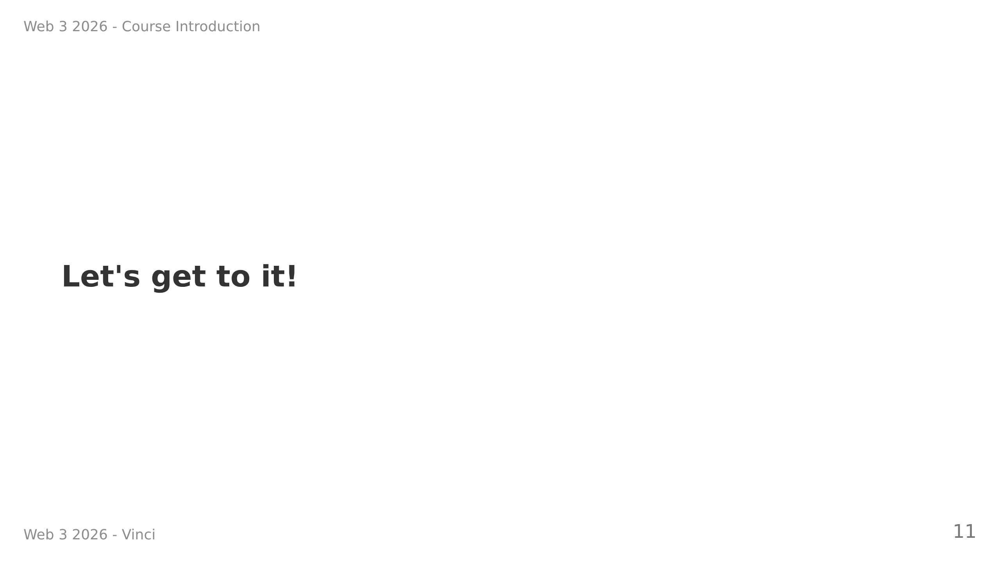 Web 3 2026 - Course Introduction
Let's get to it!
Web 3 2026 - Vinci
11